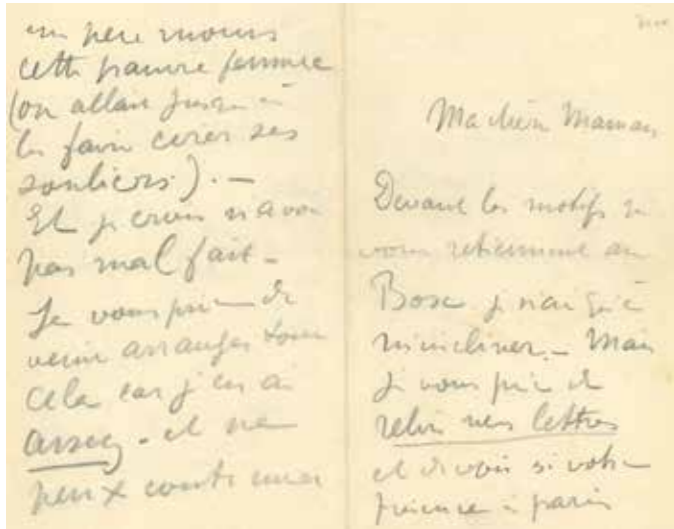 Ma chère Maman
Devant les motifs qui
vous retiennent au
Bosc je n'ai qu'à
m'incliner. – Mais
je vous prie de
relire mes lettres
et de voir si votre
présence à Paris
cette pauvre femme
(on allait jusqu'à
lui faire cirer ses
souliers). –
Et je crois n'avoir
pas mal fait –
Je vous prie de
venir arranger tout
cela car j'en ai
assez – et ne
peux continuer